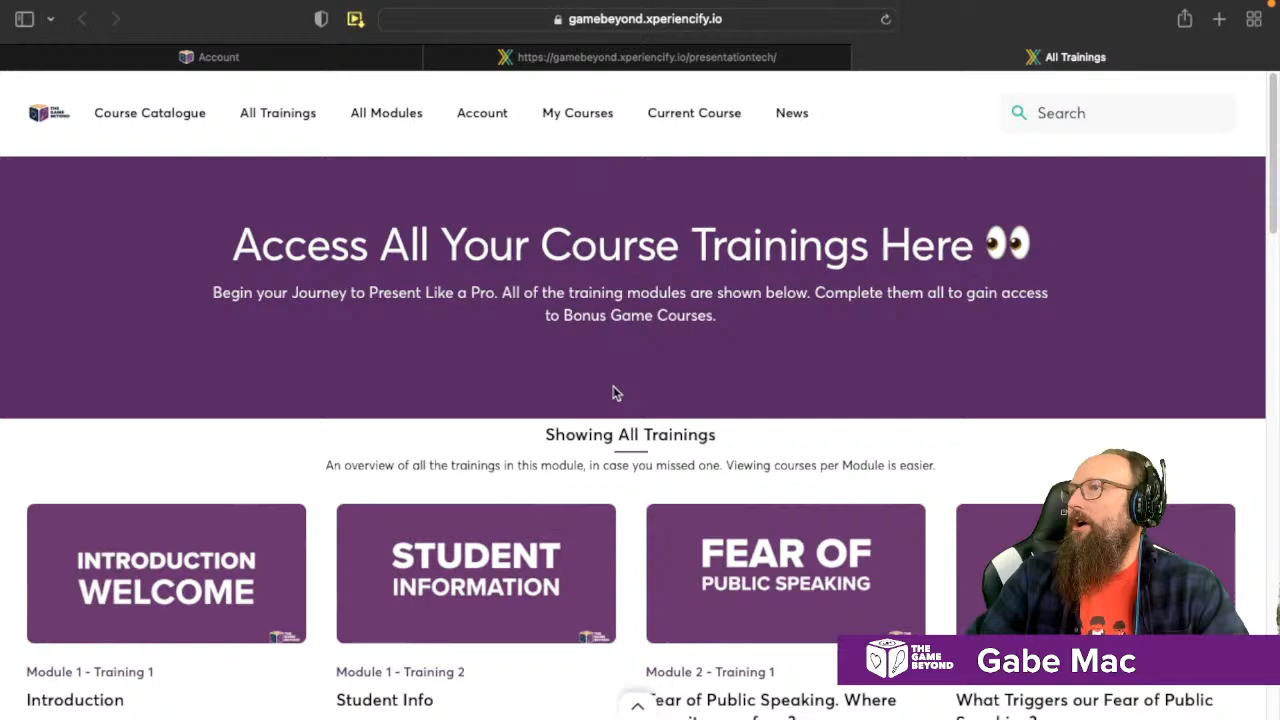 gamebeyond.xperiencify.io
Account
https://gamebeyond.xperiencify.io/presentationtech/
All Trainings
THE GAME BEYOND
Course Catalogue
All Trainings
All Modules
Account
My Courses
Current Course
News
Search
Access All Your Course Trainings Here 👀
Begin your Journey to Present Like a Pro. All of the training modules are shown below. Complete them all to gain access
to Bonus Game Courses.
Showing All Trainings
An overview of all the trainings in this module, in case you missed one. Viewing courses per Module is easier.
INTRODUCTION
WELCOME
STUDENT
INFORMATION
FEAR OF
PUBLIC SPEAKING
Module 1 - Training 1
Introduction
Module 1 - Training 2
Student Info
Module 2 - Training 1
Fear of Public Speaking. Where
What Triggers our Fear of Public
THE
GAME
BEYOND
Gabe Mac